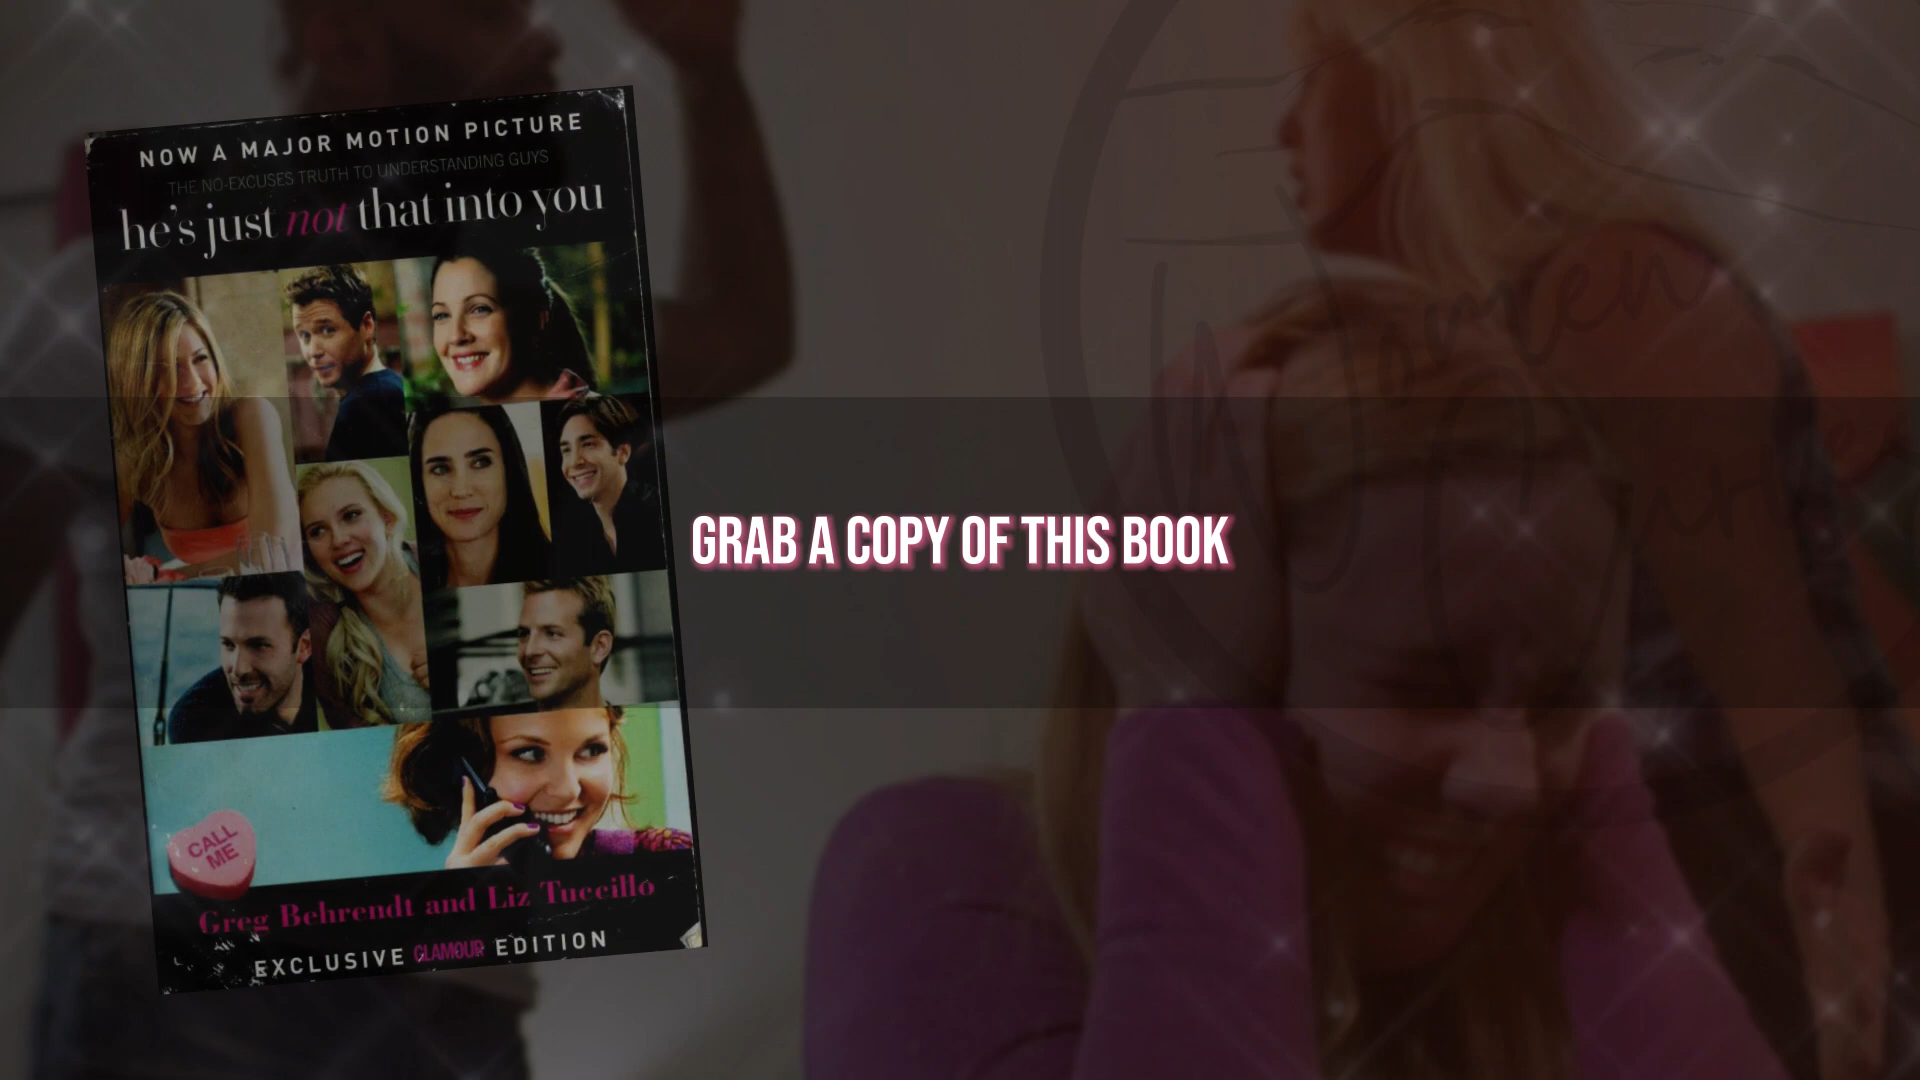 NOW A MAJOR MOTION PICTURE
THE NO-EXCUSES TRUTH TO UNDERSTANDING GUYS
he's just not that into you
GRAB A COPY OF THIS BOOK
CALL
ME
Greg Behrendt and Liz Tuccillo
EXCLUSIVE GLAMOUR EDITION
Women